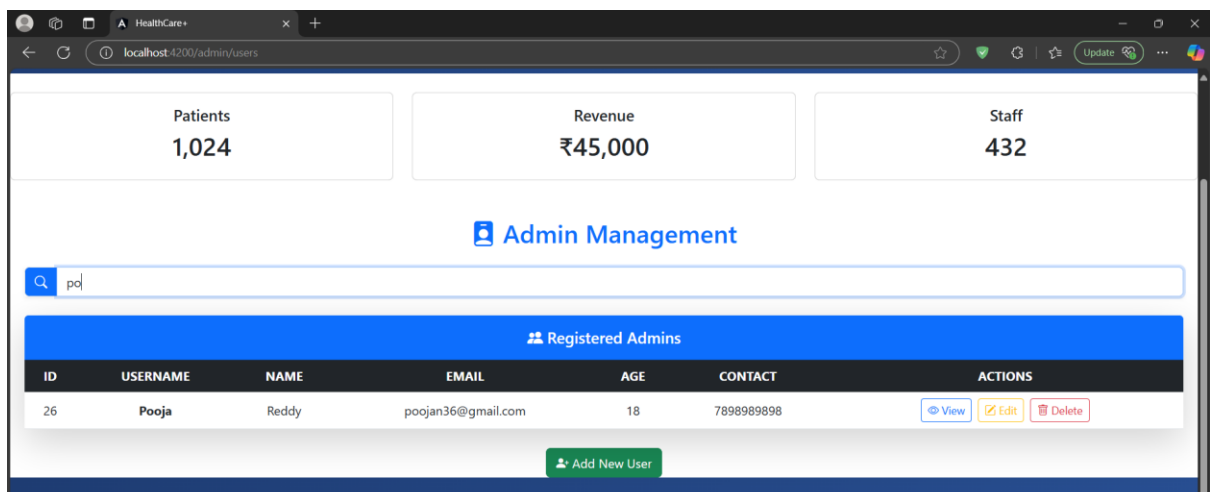 HealthCare+
localhost:4200/admin/users
Update
Patients
Revenue
Staff
1,024
₹45,000
432
Admin Management
po
Registered Admins
ID USERNAME NAME EMAIL AGE CONTACT ACTIONS
26 Pooja Reddy poojan36@gmail.com 18 7898989898 View Edit Delete
Add New User